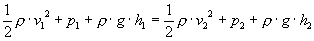 1/2 ρ·v₁² + p₁ + ρ·g·h₁ = 1/2 ρ·v₂² + p₂ + ρ·g·h₂